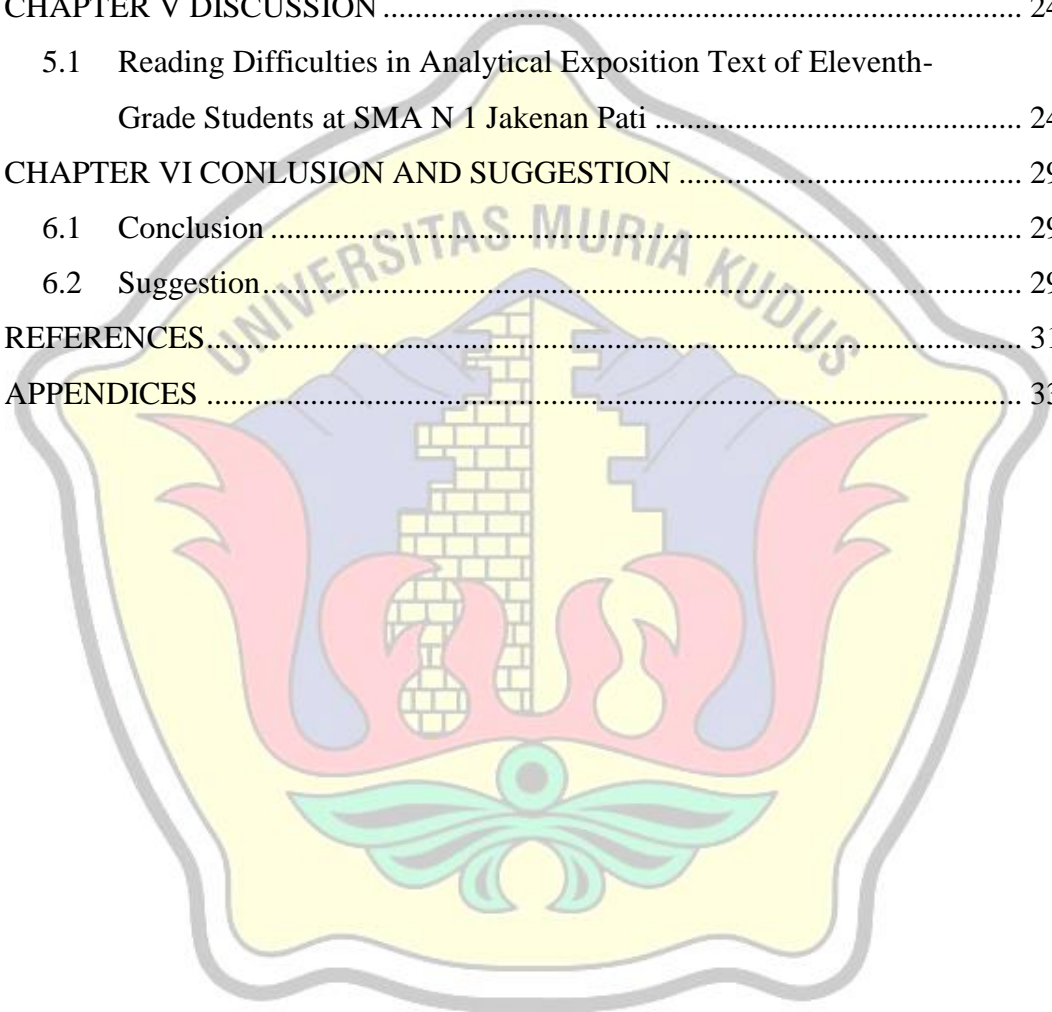 CHAPTER V DISCUSSION ........................................................................................ 24
5.1 Reading Difficulties in Analytical Exposition Text of Eleventh-
Grade Students at SMA N 1 Jakenan Pati ................................................... 24
CHAPTER VI CONLUSION AND SUGGESTION ................................................ 29
6.1 Conclusion ........................................................................................................ 29
6.2 Suggestion ........................................................................................................ 29
REFERENCES ................................................................................................................ 31
APPENDICES ................................................................................................................. 33
UNIVERSITAS MURIA KUDUS